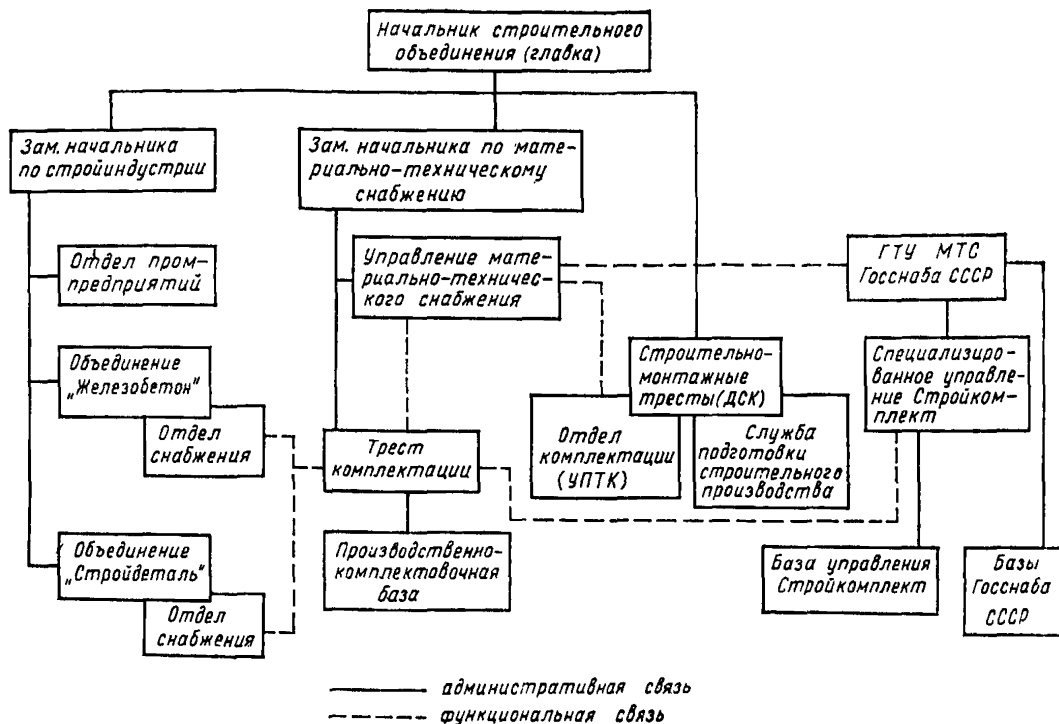 Начальник строительного
объединения (главка)
Зам. начальника
по стройиндустрии
Зам. начальника по мате-
риально-техническому
снабжению
Отдел пром-
предприятий
Управление мате-
риально-техничес-
кого снабжения
ГТУ МТС
Госснаба СССР
Объединение
„Железобетон"
Отдел
снабжения
Строительно-
монтажные
тресты (ДСК)
Специализиро-
ванное управле-
ние Стройкомп-
лект
Трест
комплектации
Отдел
комплектации
(УПТК)
Служба
подготовки
строительного
производства
Объединение
„Стройдеталь"
Отдел
снабжения
Производственно-
комплектовочная
база
База управления
Стройкомплект
Базы
Госснаба
СССР
административная связь
функциональная связь